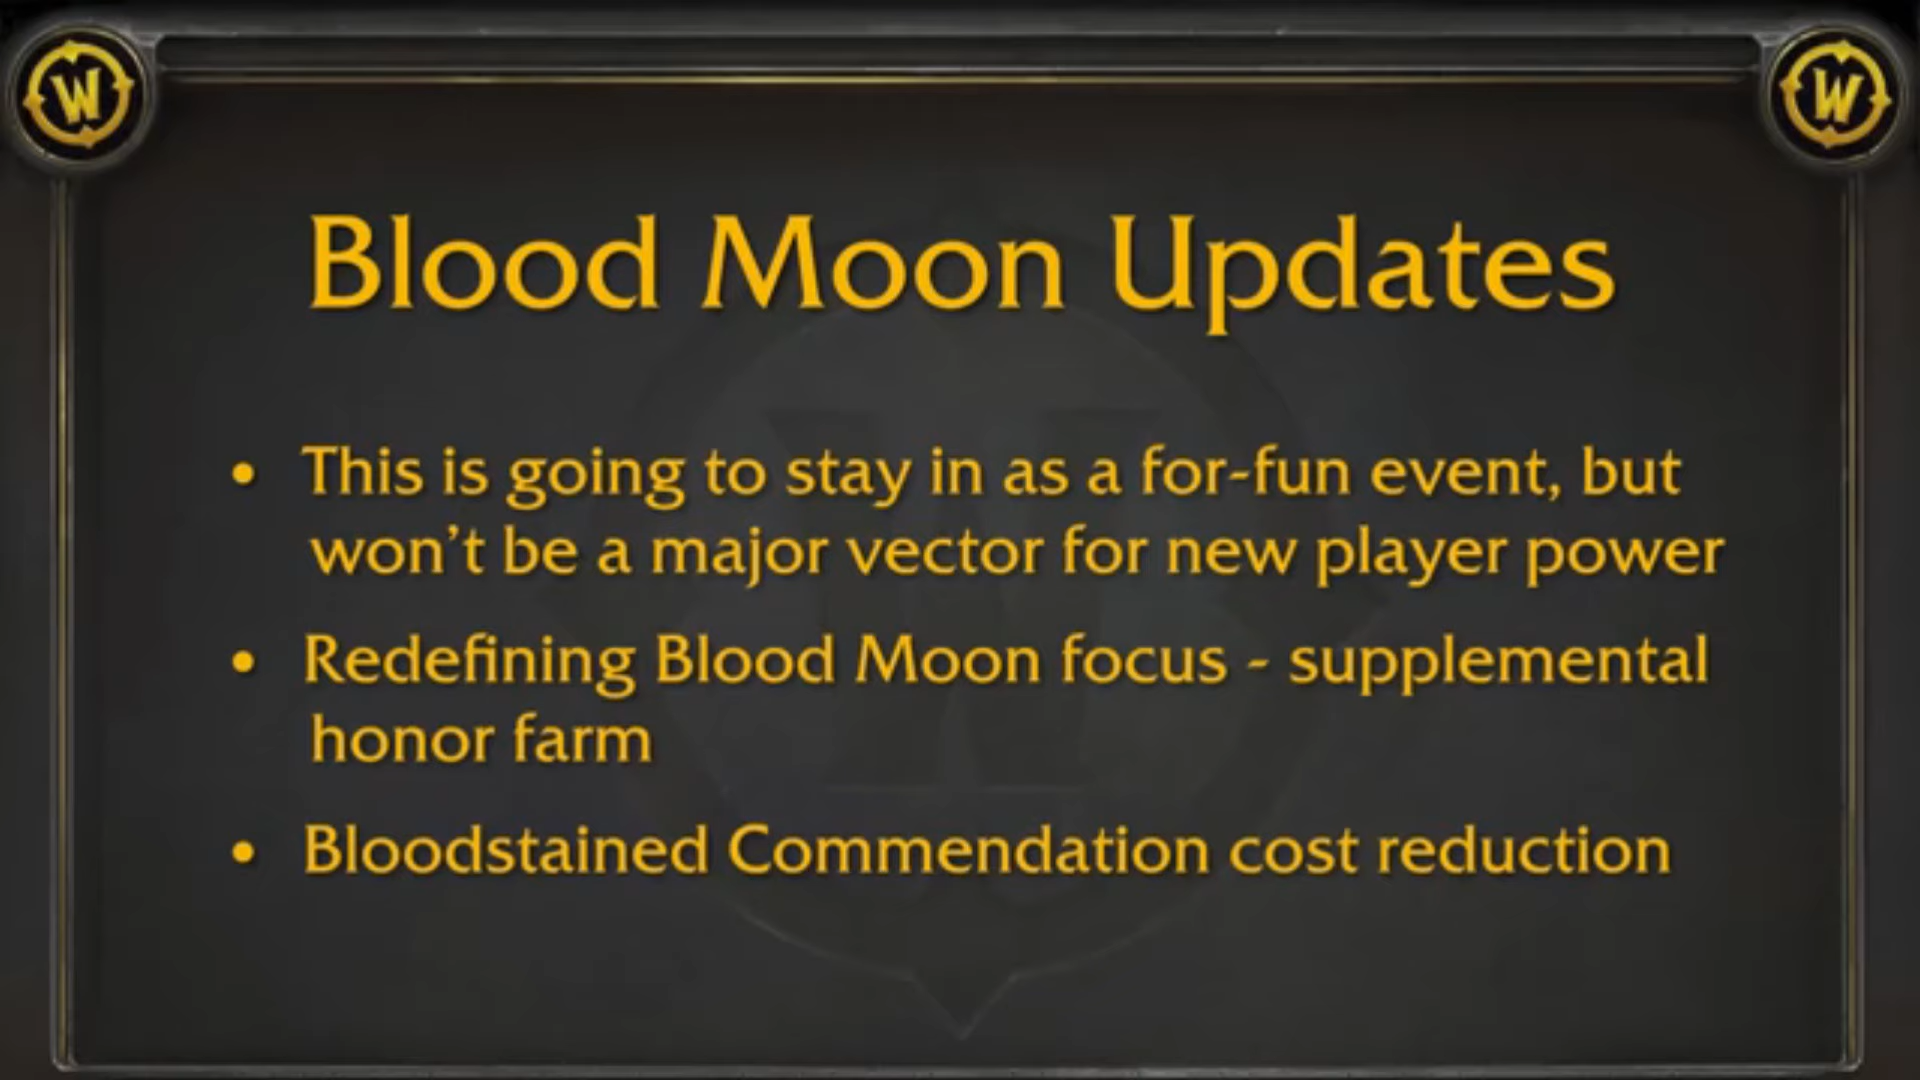 W W
Blood Moon Updates
• This is going to stay in as a for-fun event, but
won't be a major vector for new player power
• Redefining Blood Moon focus - supplemental
honor farm
• Bloodstained Commendation cost reduction